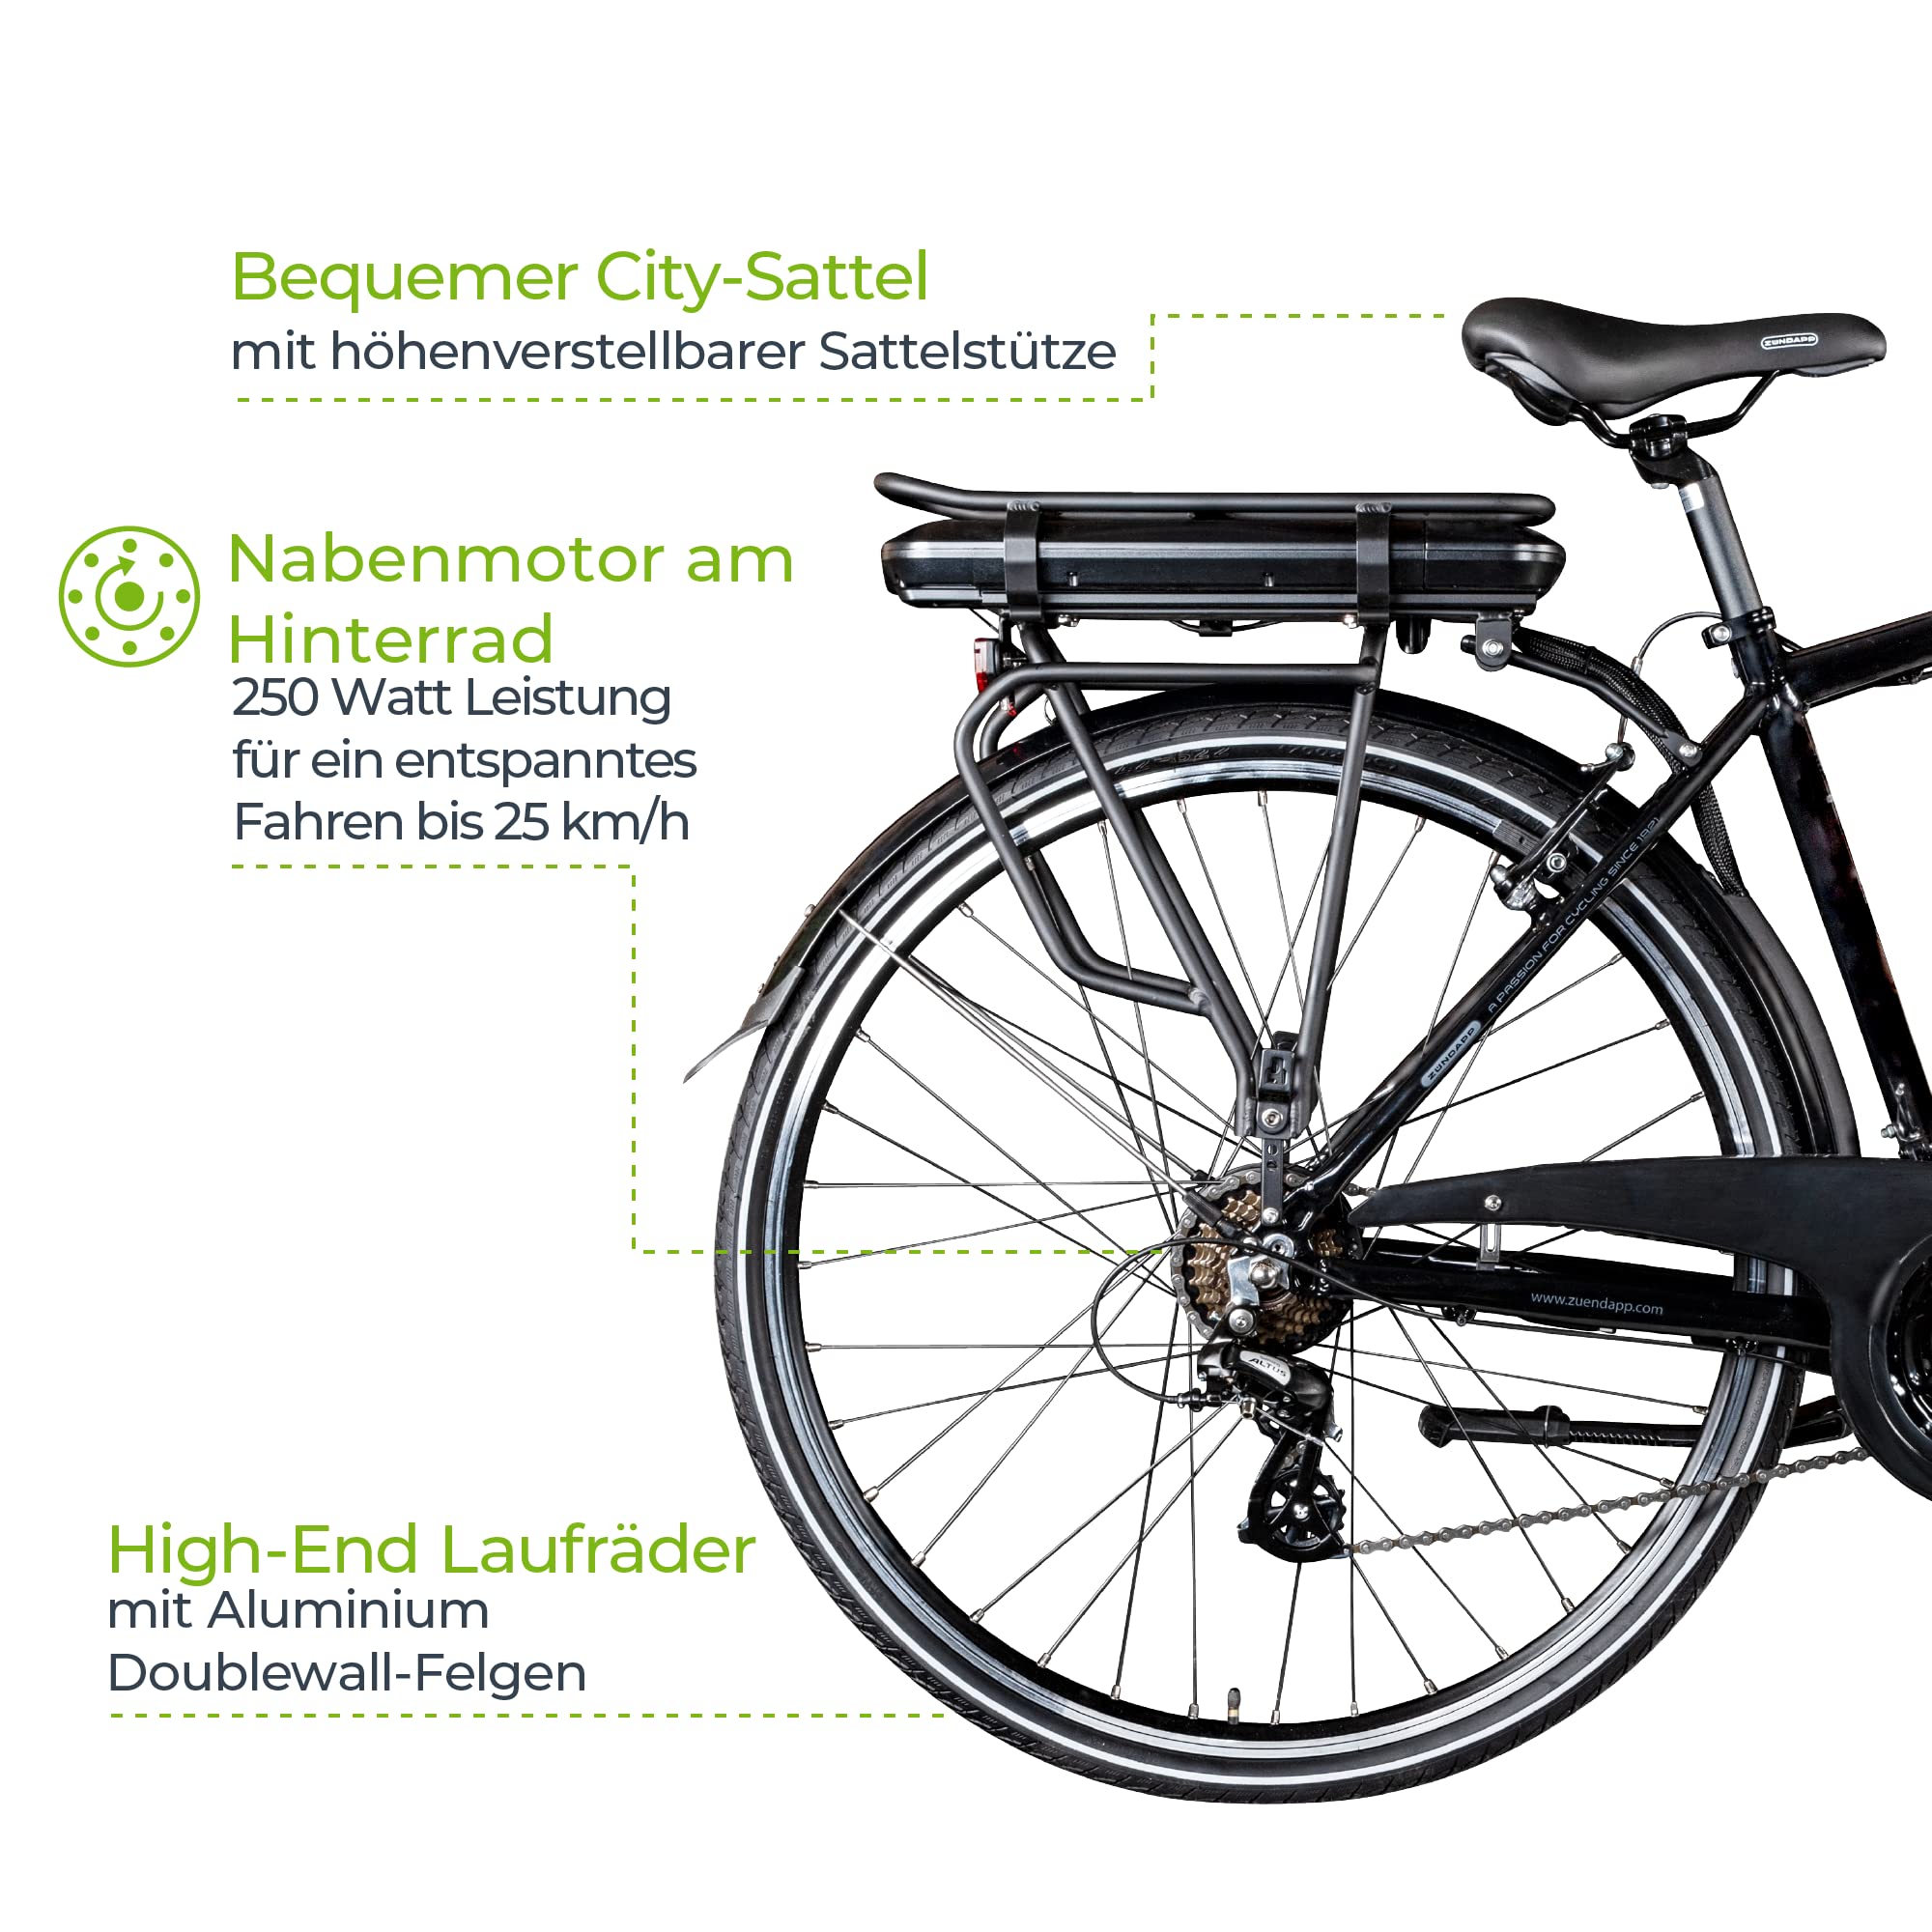 Bequemer City-Sattel
mit höhenverstellbarer Sattelstütze
ZÜNDAPP
Nabenmotor am
Hinterrad
250 Watt Leistung
für ein entspanntes
Fahren bis 25 km/h
A PASSION FOR CYCLING SINCE 1921
ZÜNDAPP
www.zuendapp.com
ALTUS
High-End Laufräder
mit Aluminium
Doublewall-Felgen